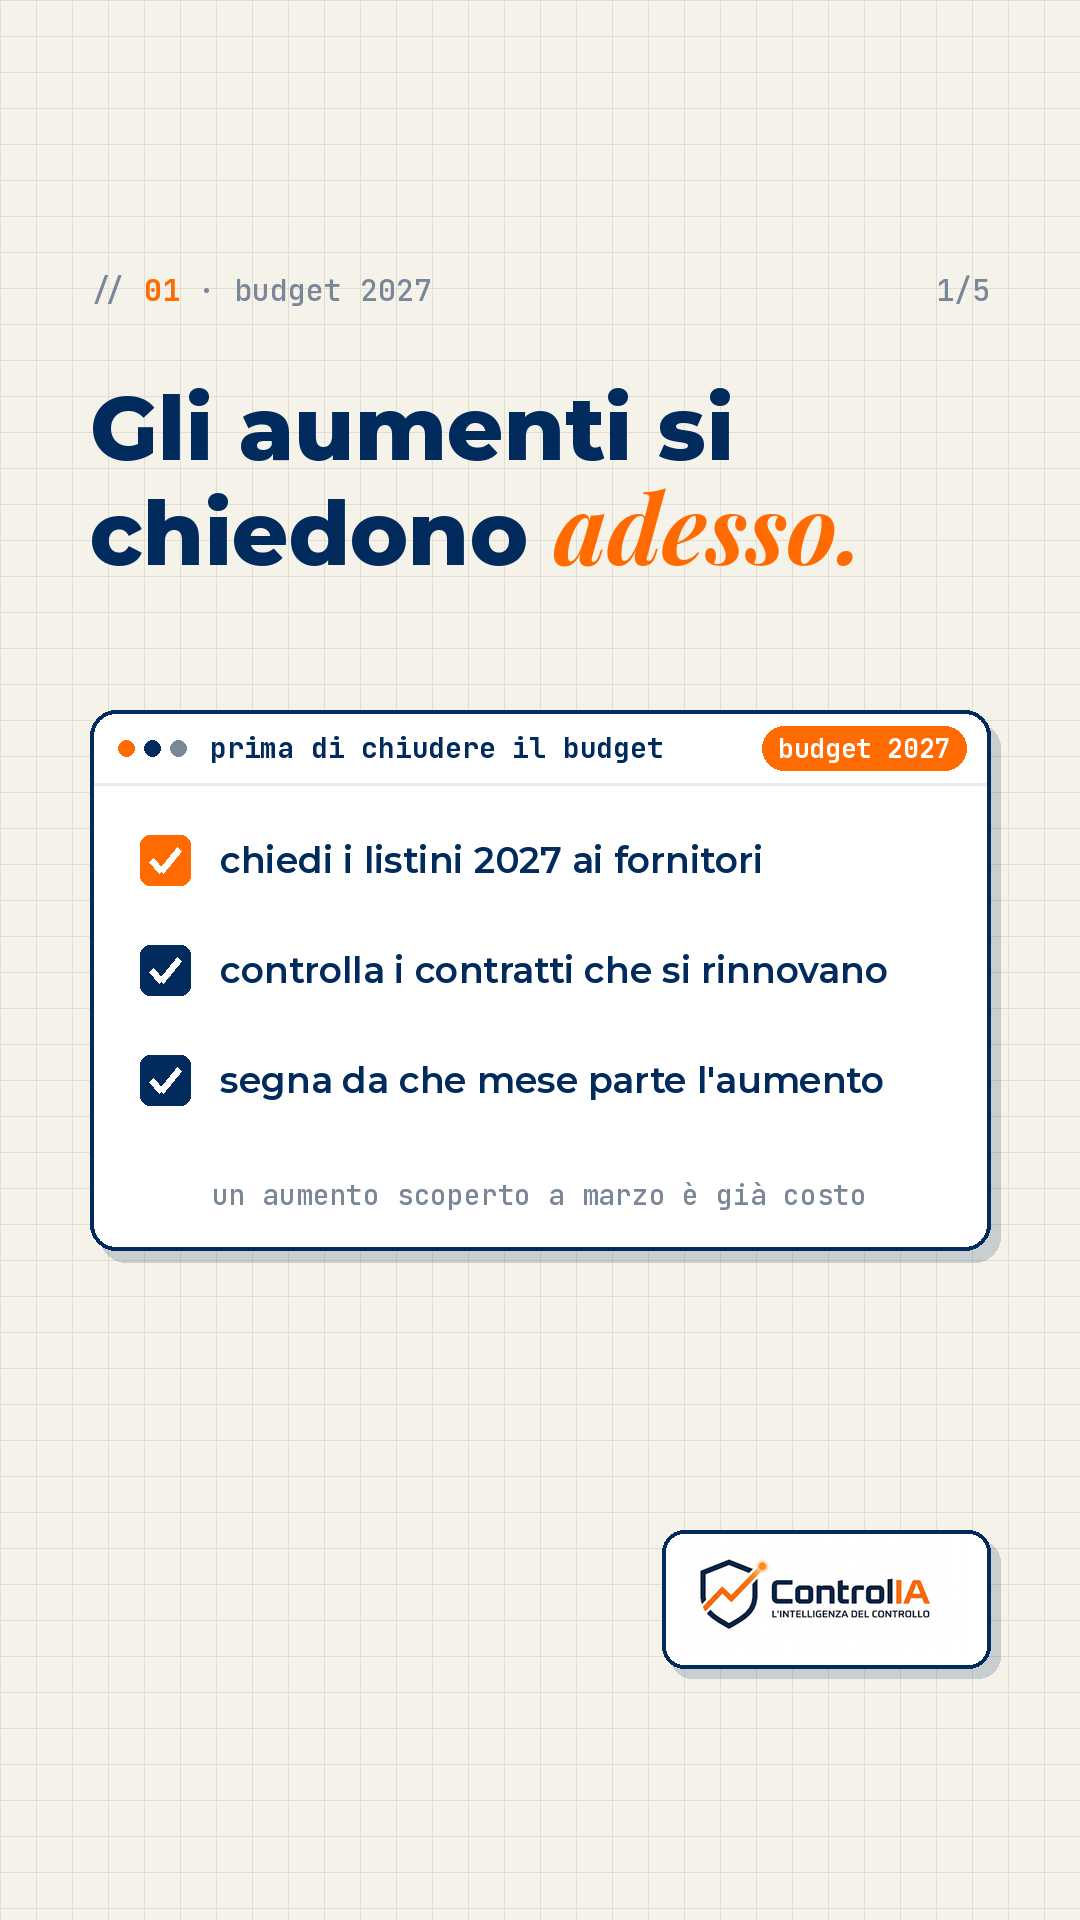 // 01 · budget 2027
1/5
Gli aumenti si
chiedono adesso.
prima di chiudere il budget
budget 2027
chiedi i listini 2027 ai fornitori
controlla i contratti che si rinnovano
segna da che mese parte l'aumento
un aumento scoperto a marzo è già costo
ControlIA
L'INTELLIGENZA DEL CONTROLLO